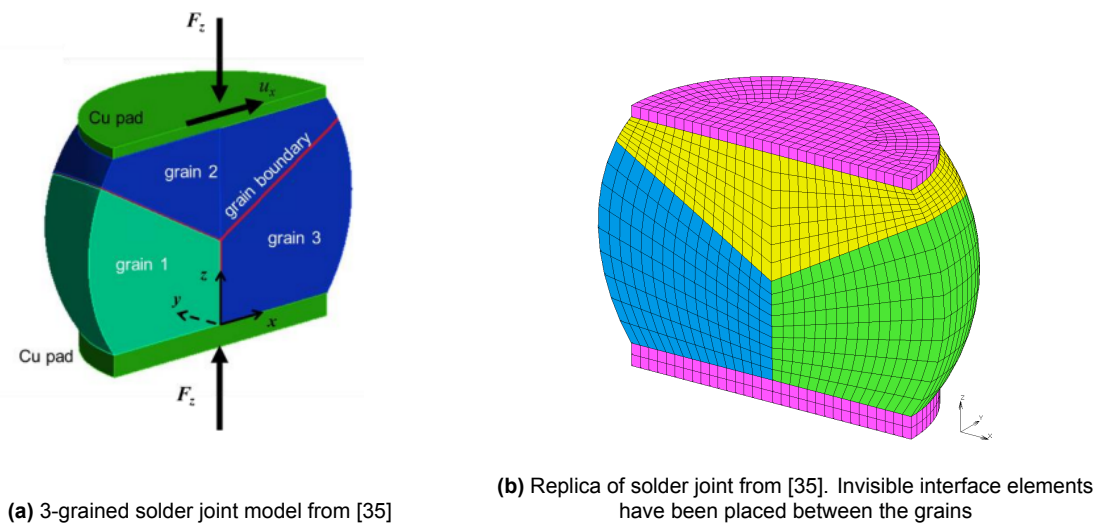 F_z
u_x
Cu pad
grain 2
grain boundary
grain 1
grain 3
z
y
x
Cu pad
F_z
Z
Y
X
(a) 3-grained solder joint model from [35]
(b) Replica of solder joint from [35]. Invisible interface elements
have been placed between the grains